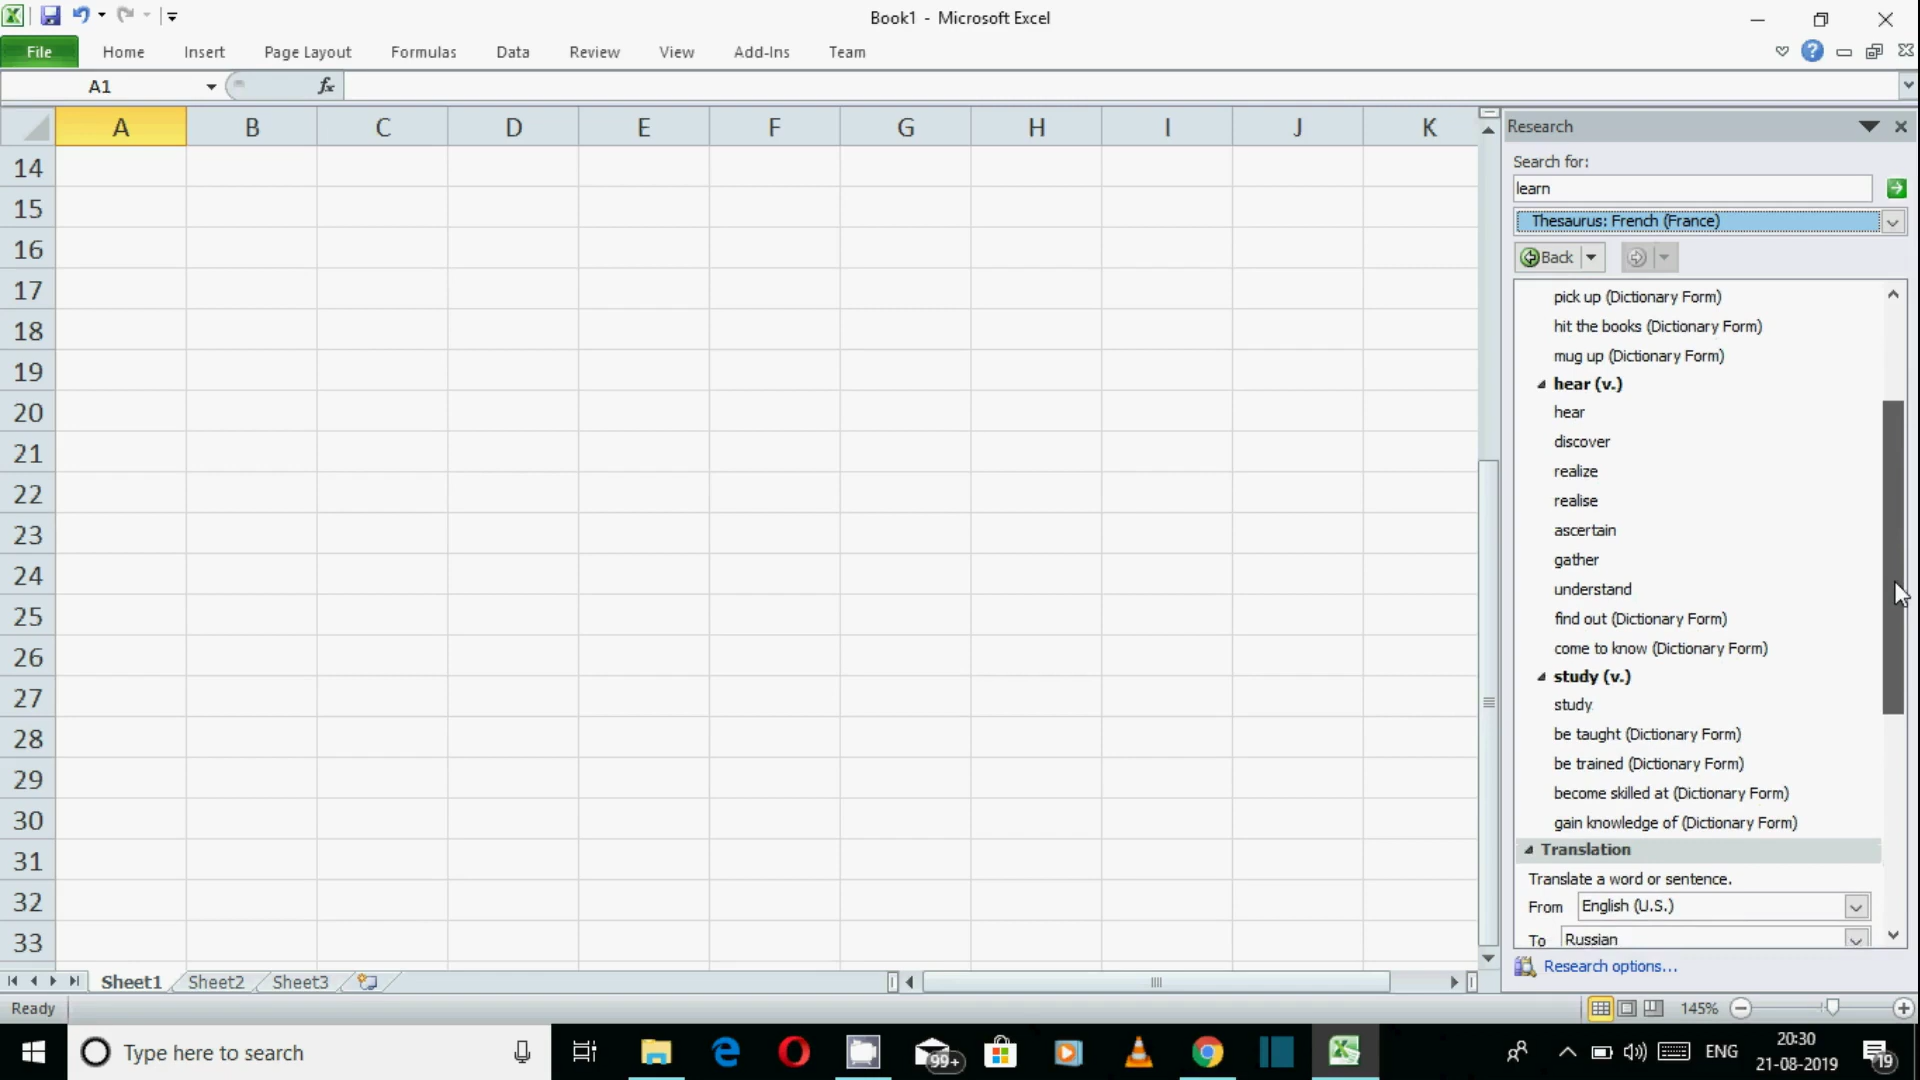 Book1 - Microsoft Excel
File Home Insert Page Layout Formulas Data Review View Add-Ins Team
A1 fx
A B C D E F G H I J K
14
15
16
17
18
19
20
21
22
23
24
25
26
27
28
29
30
31
32
33
Research
Search for:
learn
Thesaurus: French (France)
Back
pick up (Dictionary Form)
hit the books (Dictionary Form)
mug up (Dictionary Form)
hear (v.)
hear
discover
realize
realise
ascertain
gather
understand
find out (Dictionary Form)
come to know (Dictionary Form)
study (v.)
study
be taught (Dictionary Form)
be trained (Dictionary Form)
become skilled at (Dictionary Form)
gain knowledge of (Dictionary Form)
Translation
Translate a word or sentence.
From English (U.S.)
To Russian
Research options...
Sheet1 Sheet2 Sheet3
Ready 145%
Type here to search 99+ ENG 20:30
21-08-2019 19